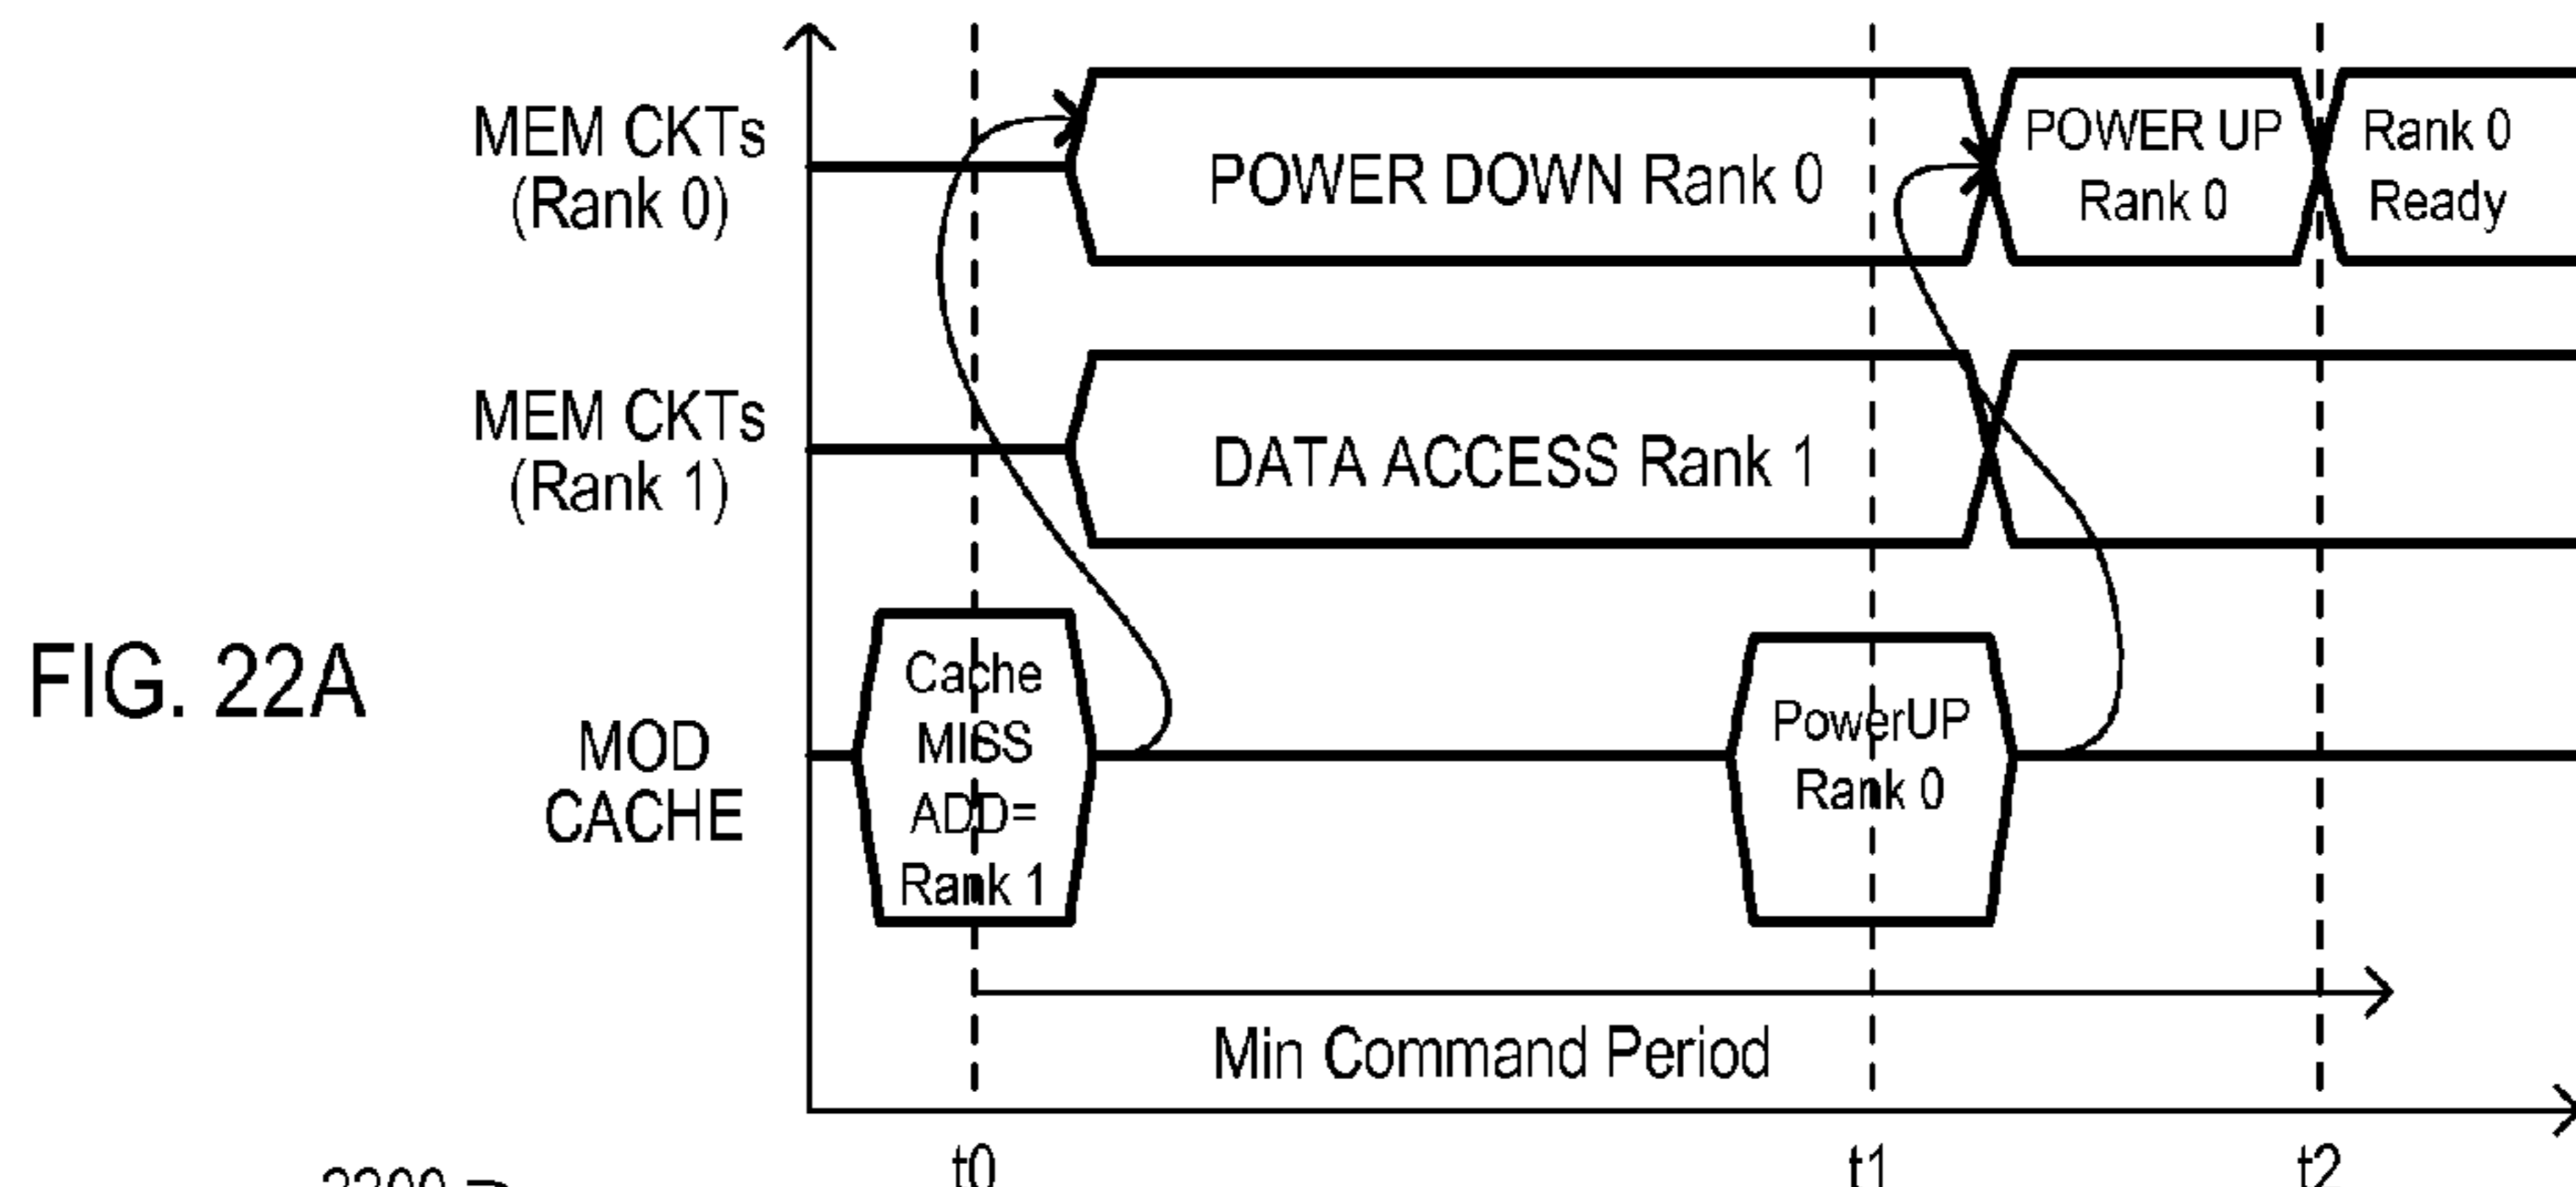 MEM CKTs
(Rank 0)
POWER DOWN Rank 0
POWER UP
Rank 0
Rank 0
Ready
MEM CKTs
(Rank 1)
DATA ACCESS Rank 1
FIG. 22A
MOD
CACHE
Cache
MISS
ADD=
Rank 1
PowerUP
Rank 0
Min Command Period
t0
t1
t2